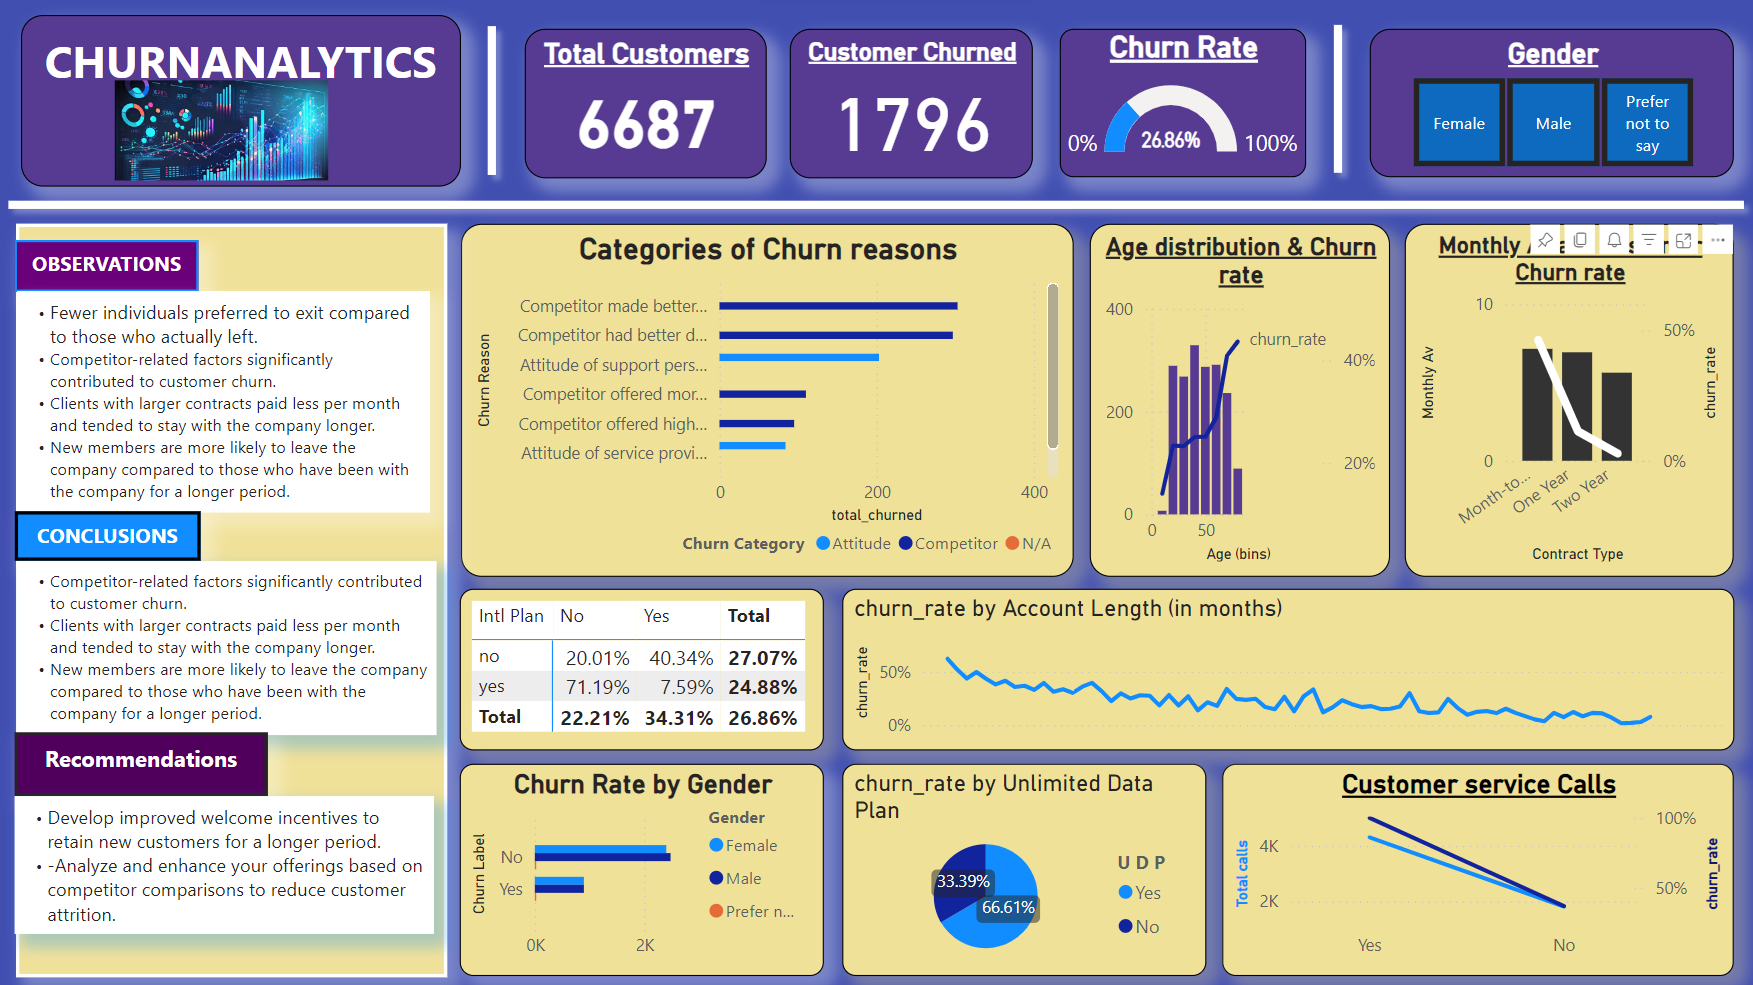 CHURNANALYTICS
Total Customers
6687
Customer Churned
1796
Churn Rate
0%
26.86%
100%
Gender
Female
Male
Prefer
not to
say
OBSERVATIONS
• Fewer individuals preferred to exit compared
to those who actually left.
• Competitor-related factors significantly
contributed to customer churn.
• Clients with larger contracts paid less per month
and tended to stay with the company longer.
• New members are more likely to leave the
company compared to those who have been with
the company for a longer period.
CONCLUSIONS
• Competitor-related factors significantly contributed
to customer churn.
• Clients with larger contracts paid less per month
and tended to stay with the company longer.
• New members are more likely to leave the company
compared to those who have been with the
company for a longer period.
Recommendations
• Develop improved welcome incentives to
retain new customers for a longer period.
• -Analyze and enhance your offerings based on
competitor comparisons to reduce customer
attrition.
Categories of Churn reasons
Churn Reason
Competitor made better...
Competitor had better d...
Attitude of support pers...
Competitor offered mor...
Competitor offered high...
Attitude of service provi...
0 200 400
total_churned
Churn Category Attitude Competitor N/A
Age distribution & Churn
rate
400
200
0
churn_rate
40%
20%
0 50
Age (bins)
Monthly
Churn rate
10
0
Monthly Av
50%
0%
churn_rate
Month-to... One Year Two Year
Contract Type
Intl Plan No Yes Total
no 20.01% 40.34% 27.07%
yes 71.19% 7.59% 24.88%
Total 22.21% 34.31% 26.86%
churn_rate by Account Length (in months)
churn_rate
50%
0%
Churn Rate by Gender
Churn Label
No
Yes
0K 2K
Gender
Female
Male
Prefer n...
churn_rate by Unlimited Data
Plan
33.39%
66.61%
U D P
Yes
No
Customer service Calls
Total calls
4K
2K
100%
50%
churn_rate
Yes No